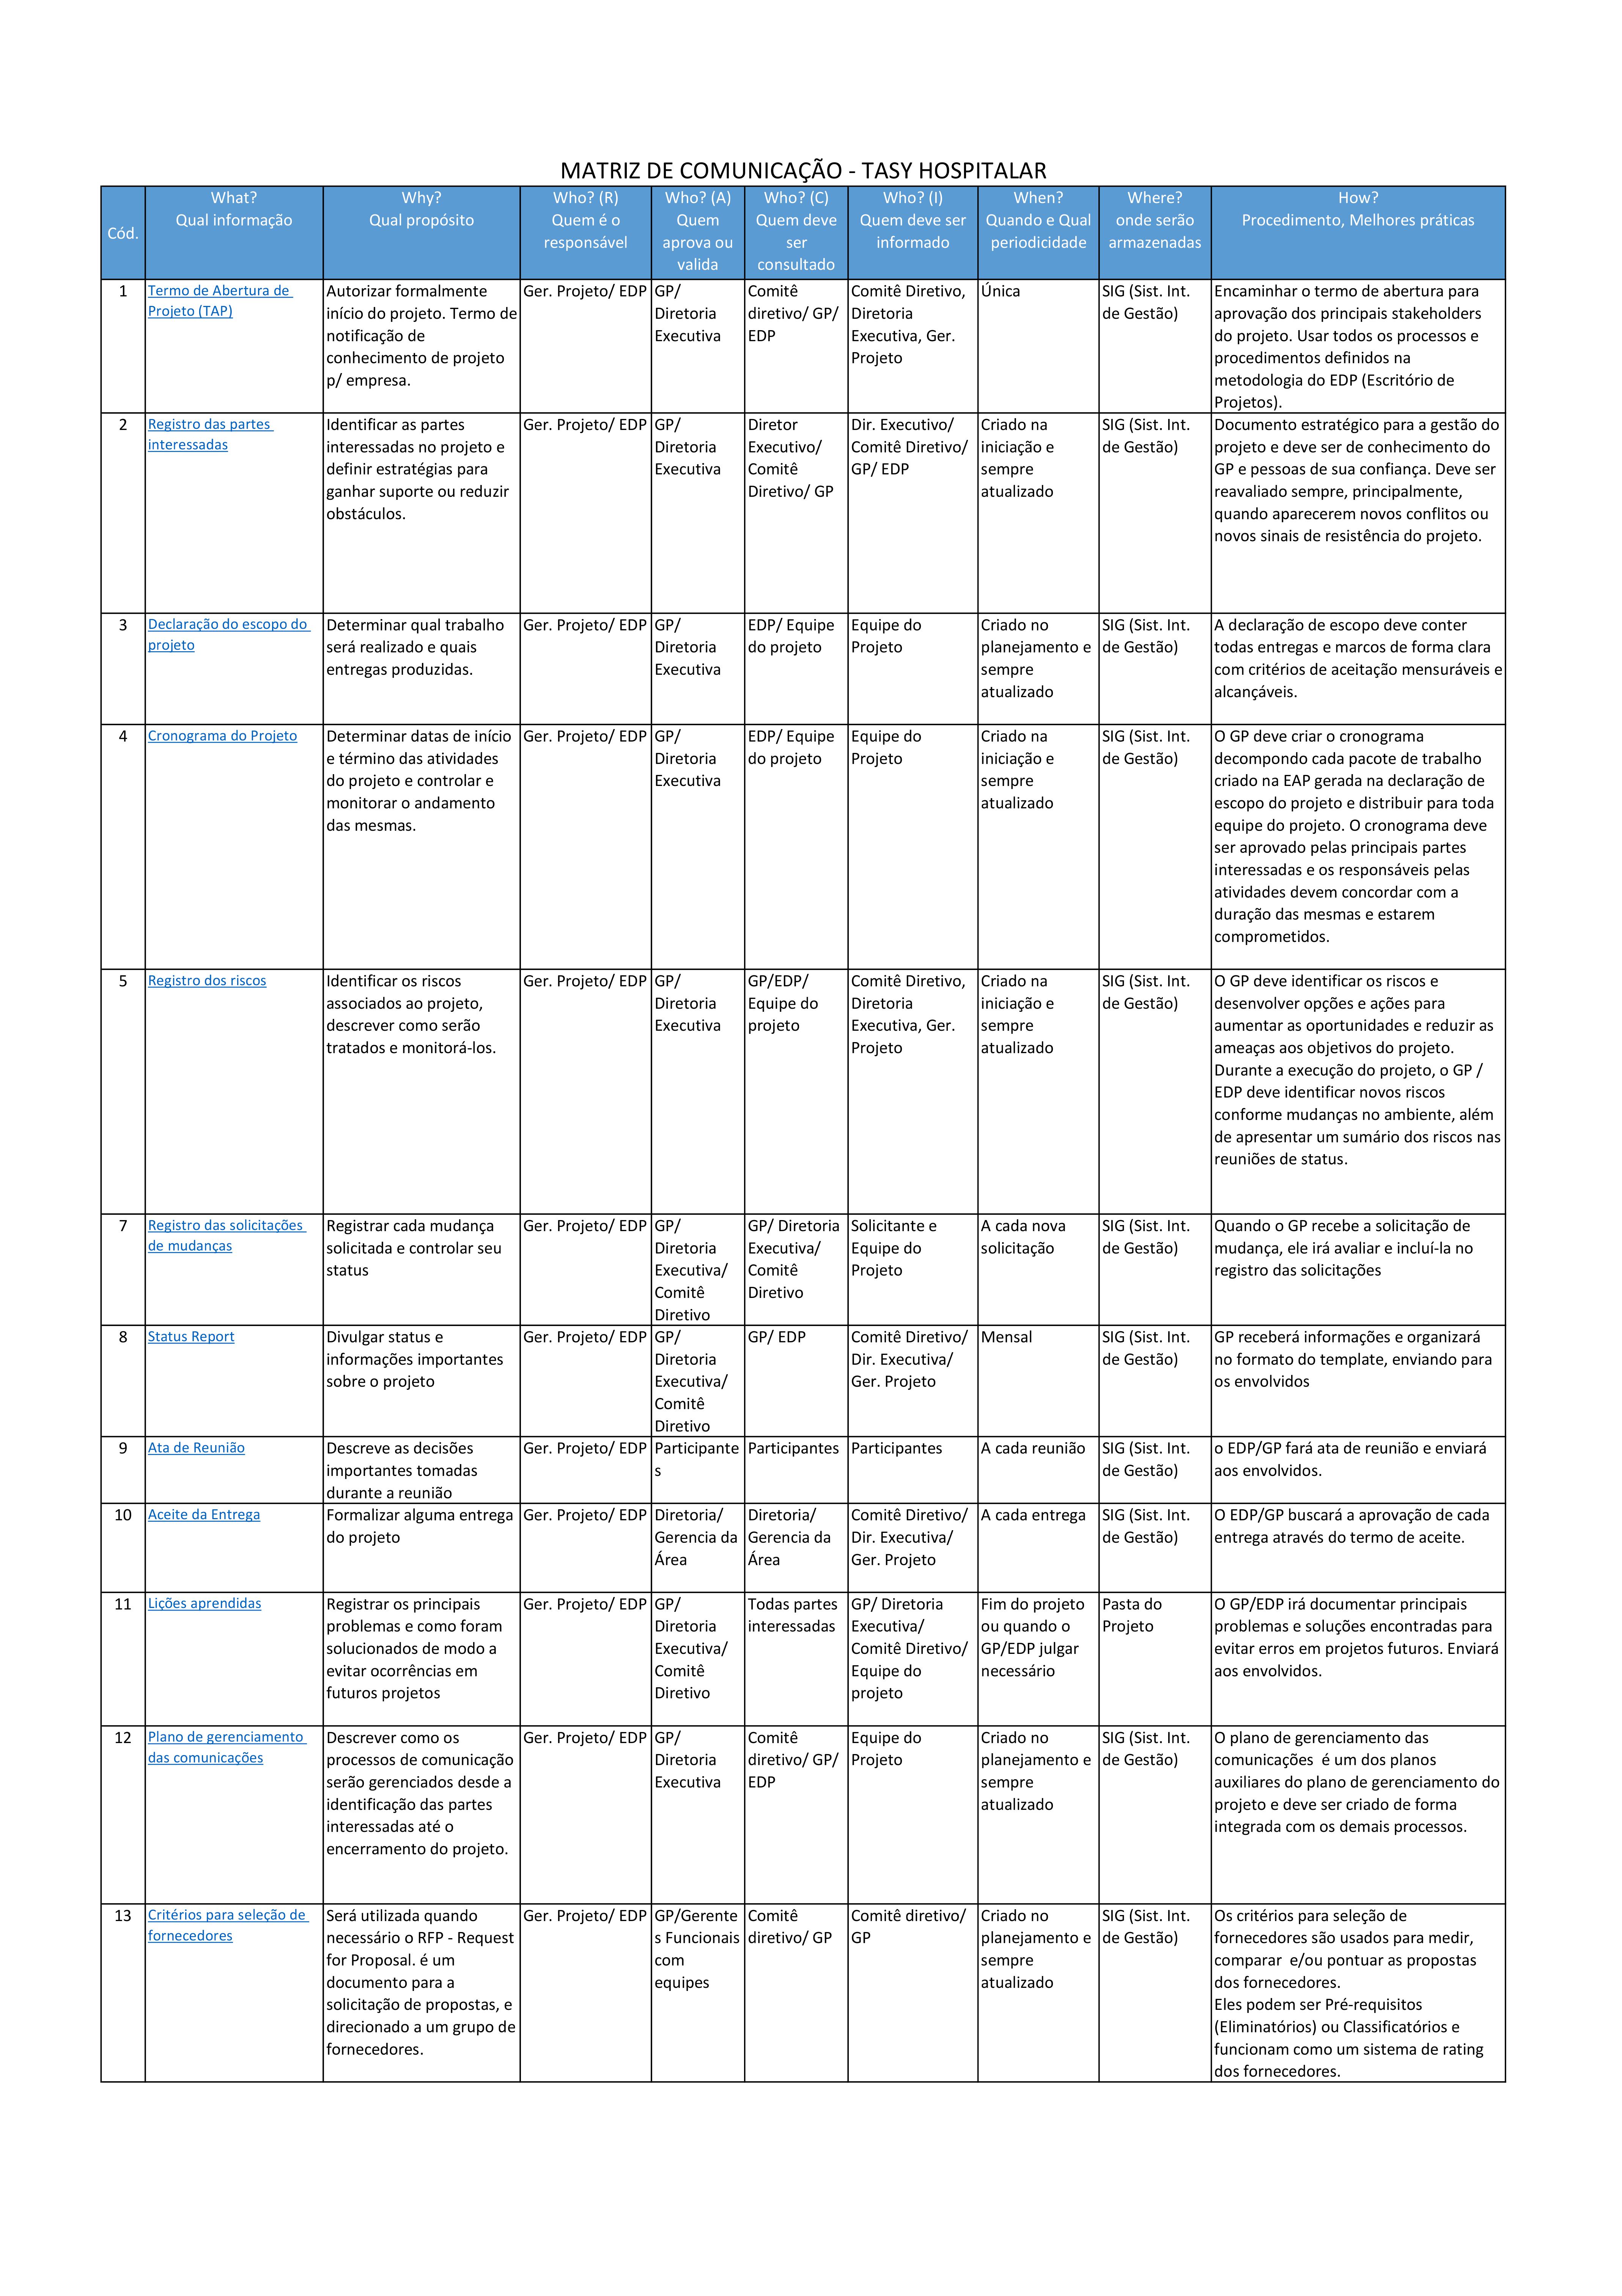 MATRIZ DE COMUNICAÇÃO - TASY HOSPITALAR
Cód.
What?
Qual informação
Why?
Qual propósito
Who? (R)
Quem é o
responsável
Who? (A)
Quem
aprova ou
valida
Who? (C)
Quem deve
ser
consultado
Who? (I)
Quem deve ser
informado
When?
Quando e Qual
periodicidade
Where?
onde serão
armazenadas
How?
Procedimento, Melhores práticas
1
Termo de Abertura de
Projeto (TAP)
Autorizar formalmente
início do projeto. Termo de
notificação de
conhecimento de projeto
p/ empresa.
Ger. Projeto/ EDP
GP/
Diretoria
Executiva
Comitê
diretivo/ GP/
EDP
Comitê Diretivo,
Diretoria
Executiva, Ger.
Projeto
Única
SIG (Sist. Int.
de Gestão)
Encaminhar o termo de abertura para
aprovação dos principais stakeholders
do projeto. Usar todos os processos e
procedimentos definidos na
metodologia do EDP (Escritório de
Projetos).
2
Registro das partes
interessadas
Identificar as partes
interessadas no projeto e
definir estratégias para
ganhar suporte ou reduzir
obstáculos.
Ger. Projeto/ EDP
GP/
Diretoria
Executiva
Diretor
Executivo/
Comitê
Diretivo/ GP
Dir. Executivo/
Comitê Diretivo/
GP/ EDP
Criado na
iniciação e
sempre
atualizado
SIG (Sist. Int.
de Gestão)
Documento estratégico para a gestão do
projeto e deve ser de conhecimento do
GP e pessoas de sua confiança. Deve ser
reavaliado sempre, principalmente,
quando aparecerem novos conflitos ou
novos sinais de resistência do projeto.
3
Declaração do escopo do
projeto
Determinar qual trabalho
será realizado e quais
entregas produzidas.
Ger. Projeto/ EDP
GP/
Diretoria
Executiva
EDP/ Equipe
do projeto
Equipe do
Projeto
Criado no
planejamento e
sempre
atualizado
SIG (Sist. Int.
de Gestão)
A declaração de escopo deve conter
todas entregas e marcos de forma clara
com critérios de aceitação mensuráveis e
alcançáveis.
4
Cronograma do Projeto
Determinar datas de início
e término das atividades
do projeto e controlar e
monitorar o andamento
das mesmas.
Ger. Projeto/ EDP
GP/
Diretoria
Executiva
EDP/ Equipe
do projeto
Equipe do
Projeto
Criado na
iniciação e
sempre
atualizado
SIG (Sist. Int.
de Gestão)
O GP deve criar o cronograma
decompondo cada pacote de trabalho
criado na EAP gerada na declaração de
escopo do projeto e distribuir para toda
equipe do projeto. O cronograma deve
ser aprovado pelas principais partes
interessadas e os responsáveis pelas
atividades devem concordar com a
duração das mesmas e estarem
comprometidos.
5
Registro dos riscos
Identificar os riscos
associados ao projeto,
descrever como serão
tratados e monitorá-los.
Ger. Projeto/ EDP
GP/
Diretoria
Executiva
GP/EDP/
Equipe do
projeto
Comitê Diretivo,
Diretoria
Executiva, Ger.
Projeto
Criado na
iniciação e
sempre
atualizado
SIG (Sist. Int.
de Gestão)
O GP deve identificar os riscos e
desenvolver opções e ações para
aumentar as oportunidades e reduzir as
ameaças aos objetivos do projeto.
Durante a execução do projeto, o GP /
EDP deve identificar novos riscos
conforme mudanças no ambiente, além
de apresentar um sumário dos riscos nas
reuniões de status.
7
Registro das solicitações
de mudanças
Registrar cada mudança
solicitada e controlar seu
status
Ger. Projeto/ EDP
GP/
Diretoria
Executiva/
Comitê
Diretivo
GP/ Diretoria
Executiva/
Comitê
Diretivo
Solicitante e
Equipe do
Projeto
A cada nova
solicitação
SIG (Sist. Int.
de Gestão)
Quando o GP recebe a solicitação de
mudança, ele irá avaliar e incluí-la no
registro das solicitações
8
Status Report
Divulgar status e
informações importantes
sobre o projeto
Ger. Projeto/ EDP
GP/
Diretoria
Executiva/
Comitê
Diretivo
GP/ EDP
Comitê Diretivo/
Dir. Executiva/
Ger. Projeto
Mensal
SIG (Sist. Int.
de Gestão)
GP receberá informações e organizará
no formato do template, enviando para
os envolvidos
9
Ata de Reunião
Descreve as decisões
importantes tomadas
durante a reunião
Ger. Projeto/ EDP
Participante
s
Participantes
Participantes
A cada reunião
SIG (Sist. Int.
de Gestão)
o EDP/GP fará ata de reunião e enviará
aos envolvidos.
10
Aceite da Entrega
Formalizar alguma entrega
do projeto
Ger. Projeto/ EDP
Diretoria/
Gerencia da
Área
Diretoria/
Gerencia da
Área
Comitê Diretivo/
Dir. Executiva/
Ger. Projeto
A cada entrega
SIG (Sist. Int.
de Gestão)
O EDP/GP buscará a aprovação de cada
entrega através do termo de aceite.
11
Lições aprendidas
Registrar os principais
problemas e como foram
solucionados de modo a
evitar ocorrências em
futuros projetos
Ger. Projeto/ EDP
GP/
Diretoria
Executiva/
Comitê
Diretivo
Todas partes
interessadas
GP/ Diretoria
Executiva/
Comitê Diretivo/
Equipe do
projeto
Fim do projeto
ou quando o
GP/EDP julgar
necessário
Pasta do
Projeto
O GP/EDP irá documentar principais
problemas e soluções encontradas para
evitar erros em projetos futuros. Enviará
aos envolvidos.
12
Plano de gerenciamento
das comunicações
Descrever como os
processos de comunicação
serão gerenciados desde a
identificação das partes
interessadas até o
encerramento do projeto.
Ger. Projeto/ EDP
GP/
Diretoria
Executiva
Comitê
diretivo/ GP/
EDP
Equipe do
Projeto
Criado no
planejamento e
sempre
atualizado
SIG (Sist. Int.
de Gestão)
O plano de gerenciamento das
comunicações  é um dos planos
auxiliares do plano de gerenciamento do
projeto e deve ser criado de forma
integrada com os demais processos.
13
Critérios para seleção de
fornecedores
Será utilizada quando
necessário o RFP - Request
for Proposal. é um
documento para a
solicitação de propostas, e
direcionado a um grupo de
fornecedores.
Ger. Projeto/ EDP
GP/Gerente
s Funcionais
com
equipes
Comitê
diretivo/ GP
Comitê diretivo/
GP
Criado no
planejamento e
sempre
atualizado
SIG (Sist. Int.
de Gestão)
Os critérios para seleção de
fornecedores são usados para medir,
comparar  e/ou pontuar as propostas
dos fornecedores.
Eles podem ser Pré-requisitos
(Eliminatórios) ou Classificatórios e
funcionam como um sistema de rating
dos fornecedores.